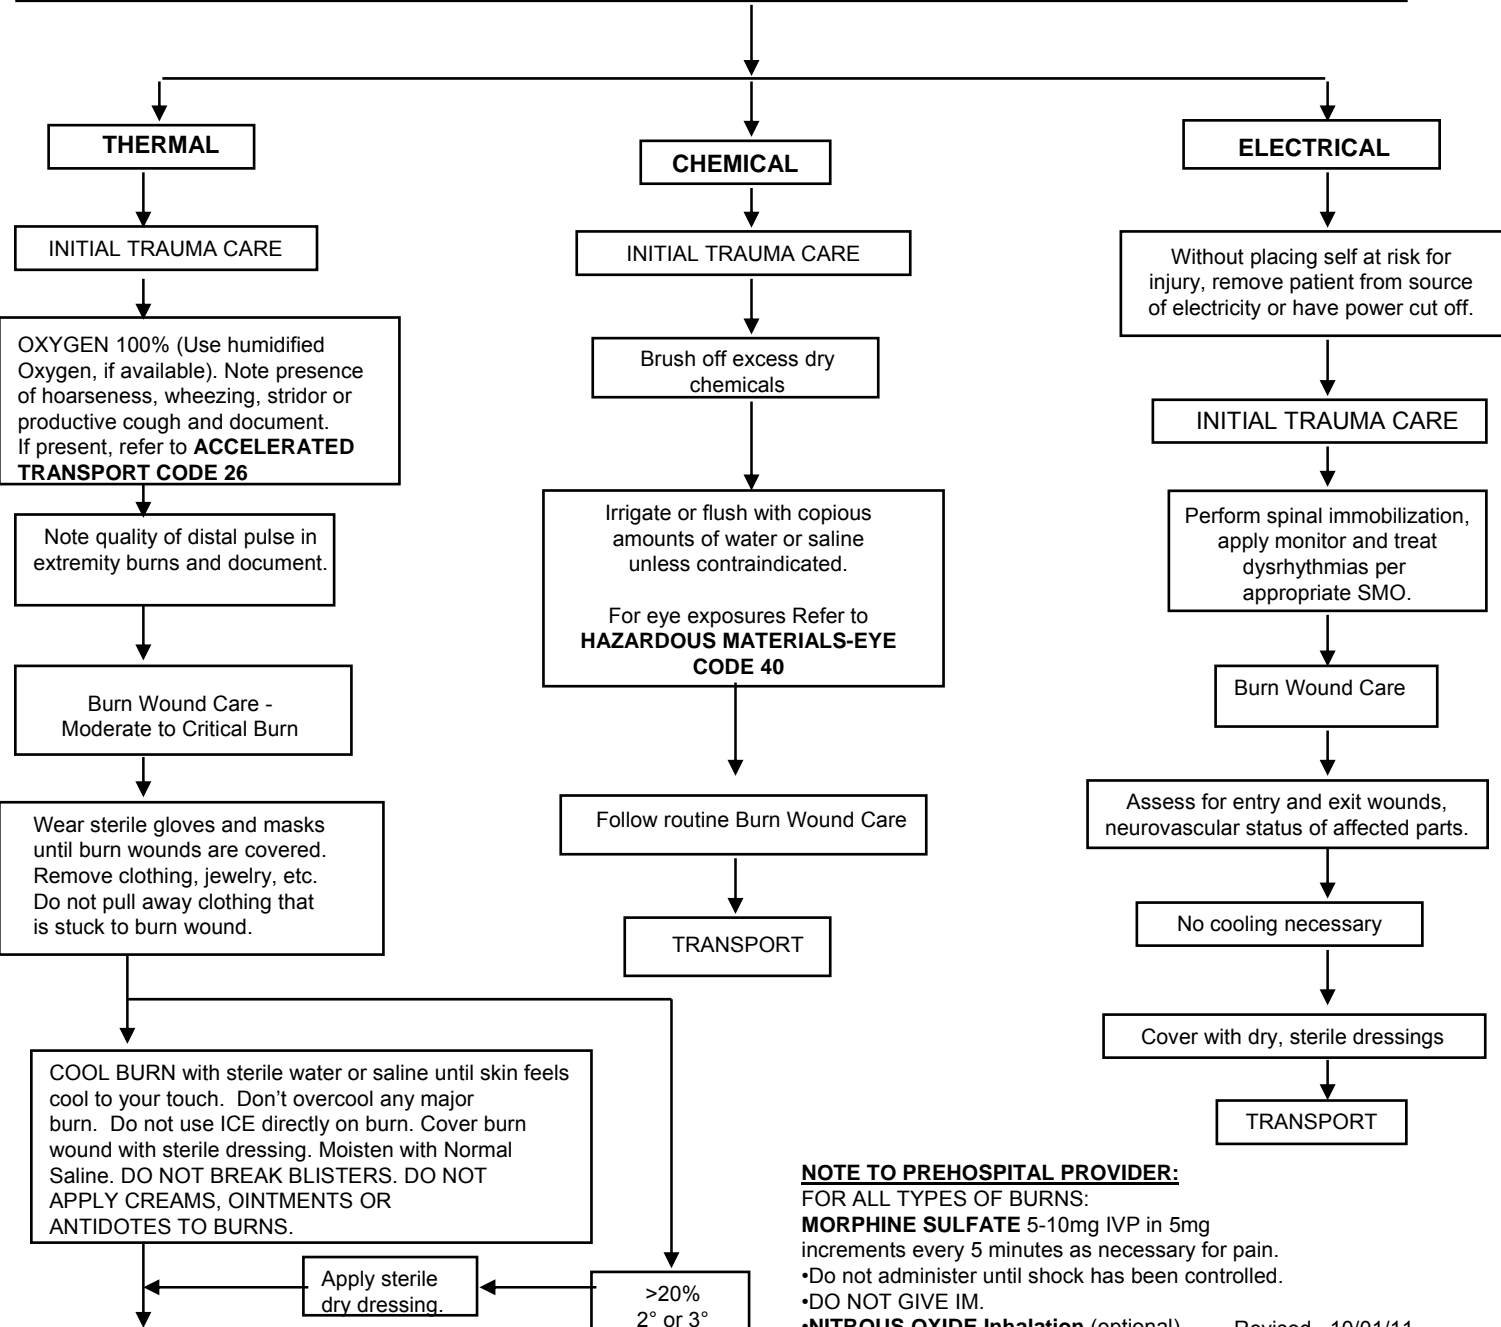 THERMAL
INITIAL TRAUMA CARE
OXYGEN 100% (Use humidified
Oxygen, if available). Note presence
of hoarseness, wheezing, stridor or
productive cough and document.
If present, refer to ACCELERATED
TRANSPORT CODE 26
Note quality of distal pulse in
extremity burns and document.
Burn Wound Care -
Moderate to Critical Burn
Wear sterile gloves and masks
until burn wounds are covered.
Remove clothing, jewelry, etc.
Do not pull away clothing that
is stuck to burn wound.
COOL BURN with sterile water or saline until skin feels
cool to your touch.  Don't overcool any major
burn.  Do not use ICE directly on burn. Cover burn
wound with sterile dressing. Moisten with Normal
Saline. DO NOT BREAK BLISTERS. DO NOT
APPLY CREAMS, OINTMENTS OR
ANTIDOTES TO BURNS.
Apply sterile
dry dressing.
>20%
2° or 3°
CHEMICAL
INITIAL TRAUMA CARE
Brush off excess dry
chemicals
Irrigate or flush with copious
amounts of water or saline
unless contraindicated.
For eye exposures Refer to
HAZARDOUS MATERIALS-EYE
CODE 40
Follow routine Burn Wound Care
TRANSPORT
ELECTRICAL
Without placing self at risk for
injury, remove patient from source
of electricity or have power cut off.
INITIAL TRAUMA CARE
Perform spinal immobilization,
apply monitor and treat
dysrhythmias per
appropriate SMO.
Burn Wound Care
Assess for entry and exit wounds,
neurovascular status of affected parts.
No cooling necessary
Cover with dry, sterile dressings
TRANSPORT
NOTE TO PREHOSPITAL PROVIDER:
FOR ALL TYPES OF BURNS:
MORPHINE SULFATE 5-10mg IVP in 5mg
increments every 5 minutes as necessary for pain.
•Do not administer until shock has been controlled.
•DO NOT GIVE IM.
•NITROUS OXIDE Inhalation (optional)
Revised 10/01/11